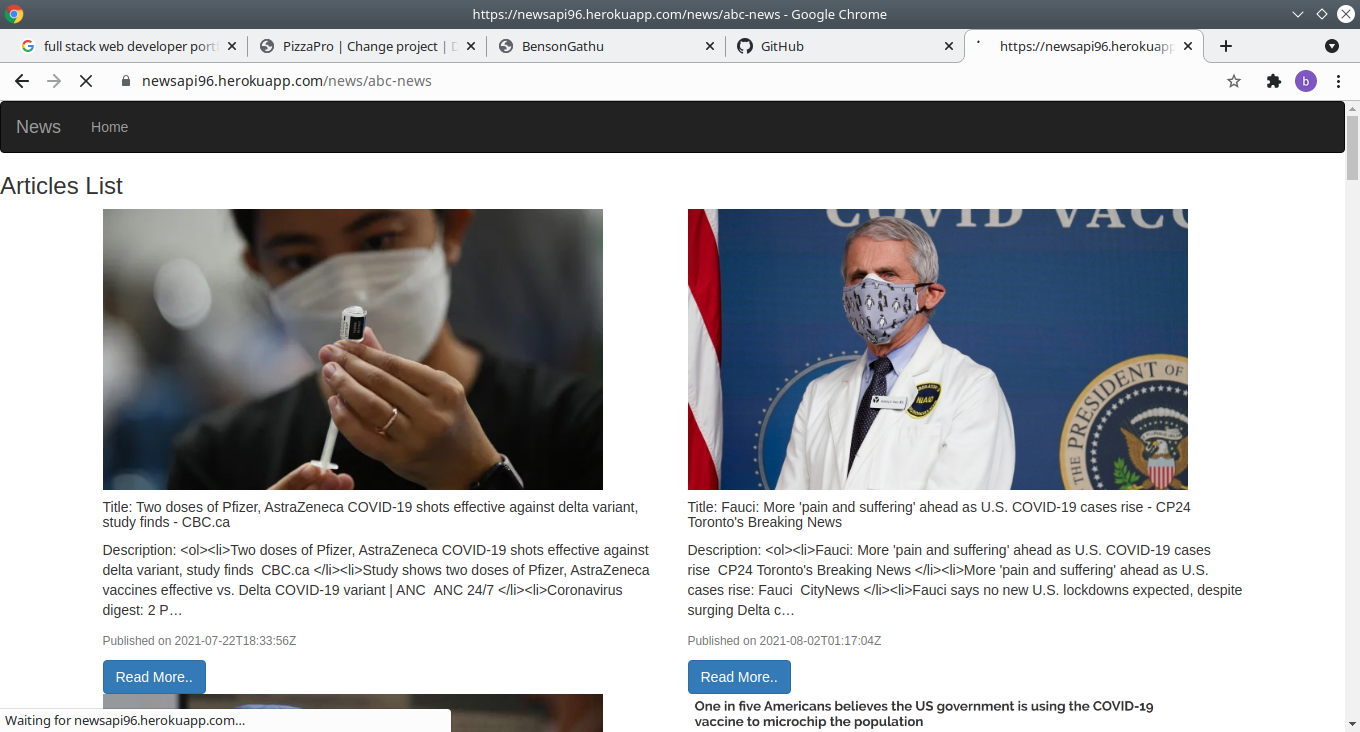 https://newsapi96.herokuapp.com/news/abc-news - Google Chrome
full stack web developer port
PizzaPro | Change project | D
BensonGathu
GitHub
https://newsapi96.herokuapp
newsapi96.herokuapp.com/news/abc-news
b
News
Home
Articles List
COVID VACC
NIAID
PRESIDENT OF
THE
Title: Two doses of Pfizer, AstraZeneca COVID-19 shots effective against delta variant,
study finds - CBC.ca
Description: <ol><li>Two doses of Pfizer, AstraZeneca COVID-19 shots effective against
delta variant, study finds  CBC.ca </li><li>Study shows two doses of Pfizer, AstraZeneca
vaccines effective vs. Delta COVID-19 variant | ANC  ANC 24/7 </li><li>Coronavirus
digest: 2 P…
Published on 2021-07-22T18:33:56Z
Read More..
Title: Fauci: More 'pain and suffering' ahead as U.S. COVID-19 cases rise - CP24
Toronto's Breaking News
Description: <ol><li>Fauci: More 'pain and suffering' ahead as U.S. COVID-19 cases
rise  CP24 Toronto's Breaking News </li><li>More 'pain and suffering' ahead as U.S.
cases rise: Fauci  CityNews </li><li>Fauci says no new U.S. lockdowns expected, despite
surging Delta c…
Published on 2021-08-02T01:17:04Z
Read More..
One in five Americans believes the US government is using the COVID-19
vaccine to microchip the population
Waiting for newsapi96.herokuapp.com...